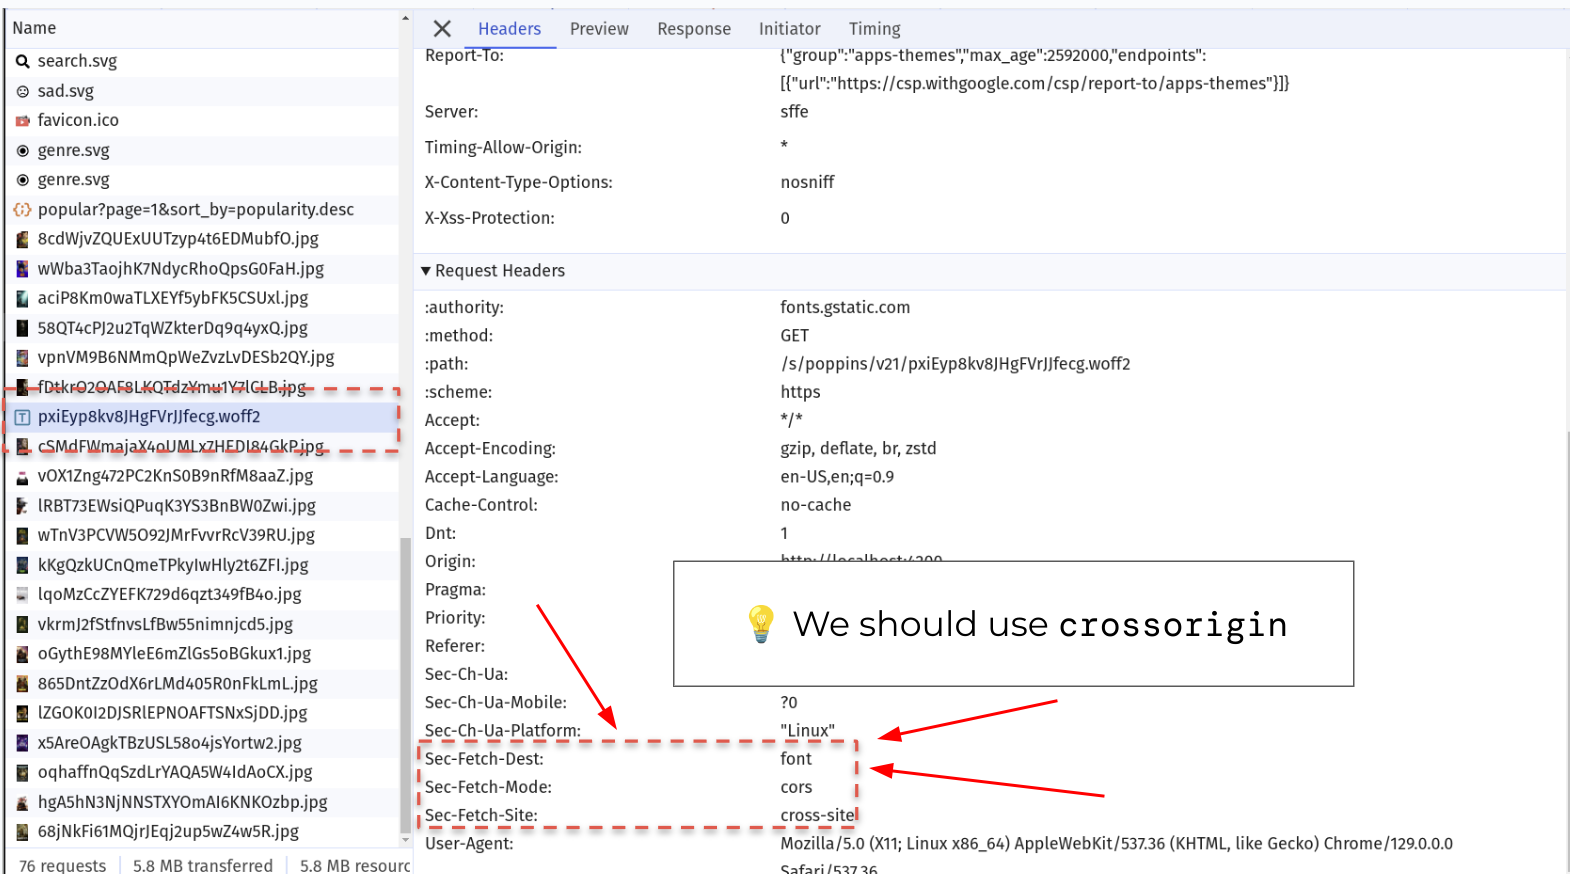 Name
search.svg
sad.svg
favicon.ico
genre.svg
genre.svg
popular?page=1&sort_by=popularity.desc
8cdWjvZQUExUUTzyp4t6EDMubfO.jpg
wWba3TaojhK7NdycRhoQpsG0FaH.jpg
aciP8Km0waTLXEYf5ybFK5CSUxl.jpg
58QT4cPJ2u2TqWZkterDq9q4yxQ.jpg
vpnVM9B6NMmQpWeZvzLvDESb2QY.jpg
fDtkrO2OAF8LKQTdzYmu1Y7lCLB.jpg
pxiEyp8kv8JHgFVrJJfecg.woff2
cSMdFWmajaX4oUMLx7HEDI84GkP.jpg
vOX1Zng472PC2KnS0B9nRfM8aaZ.jpg
lRBT73EWsiQPuqK3YS3BnBW0Zwi.jpg
wTnV3PCVW5O92JMrFvvrRcV39RU.jpg
kKgQzkUCnQmeTPkyIwHly2t6ZFI.jpg
lqoMzCcZYEFK729d6qzt349fB4o.jpg
vkrmJ2fStfnvsLfBw55nimnjcd5.jpg
oGythE98MYleE6mZlGs5oBGkux1.jpg
865DntZzOdX6rLMd405R0nFkLmL.jpg
lZGOK0I2DJSRlEPNOAFTSNxSjDD.jpg
x5AreOAgkTBzUSL58o4jsYortw2.jpg
oqhaffnQqSzdLrYAQA5W4IdAoCX.jpg
hgA5hN3NjNNSTXYOmAI6KNKOzbp.jpg
68jNkFi61MQjrJEqj2up5wZ4w5R.jpg
76 requests 5.8 MB transferred 5.8 MB resourc
Headers Preview Response Initiator Timing
Report-To: {"group":"apps-themes","max_age":2592000,"endpoints":
[{"url":"https://csp.withgoogle.com/csp/report-to/apps-themes"}]}
Server: sffe
Timing-Allow-Origin: *
X-Content-Type-Options: nosniff
X-Xss-Protection: 0
Request Headers
:authority: fonts.gstatic.com
:method: GET
:path: /s/poppins/v21/pxiEyp8kv8JHgFVrJJfecg.woff2
:scheme: https
Accept: */*
Accept-Encoding: gzip, deflate, br, zstd
Accept-Language: en-US,en;q=0.9
Cache-Control: no-cache
Dnt: 1
Origin: http://localhost:4200
Pragma:
Priority:
Referer:
Sec-Ch-Ua:
💡 We should use crossorigin
Sec-Ch-Ua-Mobile: ?0
Sec-Ch-Ua-Platform: "Linux"
Sec-Fetch-Dest: font
Sec-Fetch-Mode: cors
Sec-Fetch-Site: cross-site
User-Agent: Mozilla/5.0 (X11; Linux x86_64) AppleWebKit/537.36 (KHTML, like Gecko) Chrome/129.0.0.0
Safari/537.36